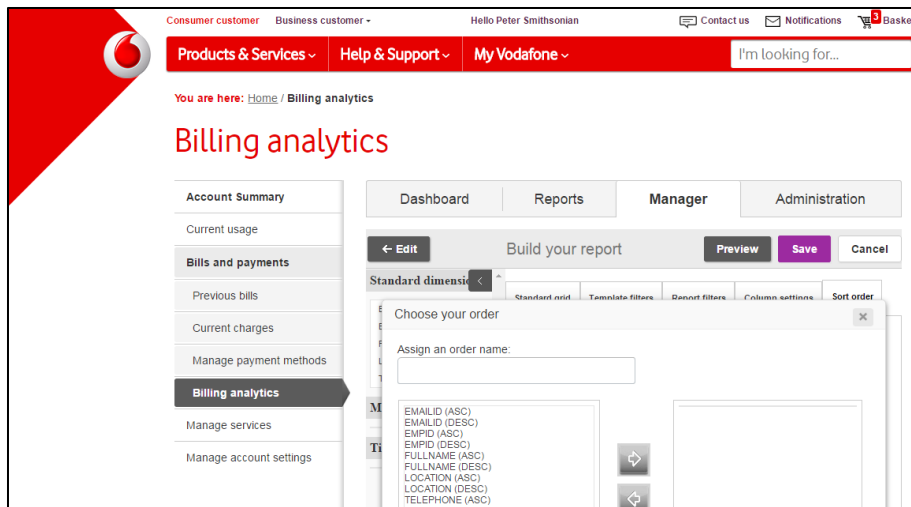 Consumer customer Business customer Hello Peter Smithsonian Contact us Notifications 3
Products & Services Help & Support My Vodafone I'm looking for...
You are here: Home / Billing analytics
Billing analytics
Account Summary
Current usage
Bills and payments
Previous bills
Current charges
Manage payment methods
Billing analytics
Manage services
Manage account settings
Dashboard Reports Manager Administration
← Edit Build your report Preview Save Cancel
Standard dimensi <
Standard grid Template filters Report filters Column settings Sort order
Choose your order ×
Assign an order name:
EMAILID (ASC)
EMAILID (DESC)
EMPID (ASC)
EMPID (DESC)
FULLNAME (ASC)
FULLNAME (DESC)
LOCATION (ASC)
LOCATION (DESC)
TELEPHONE (ASC)